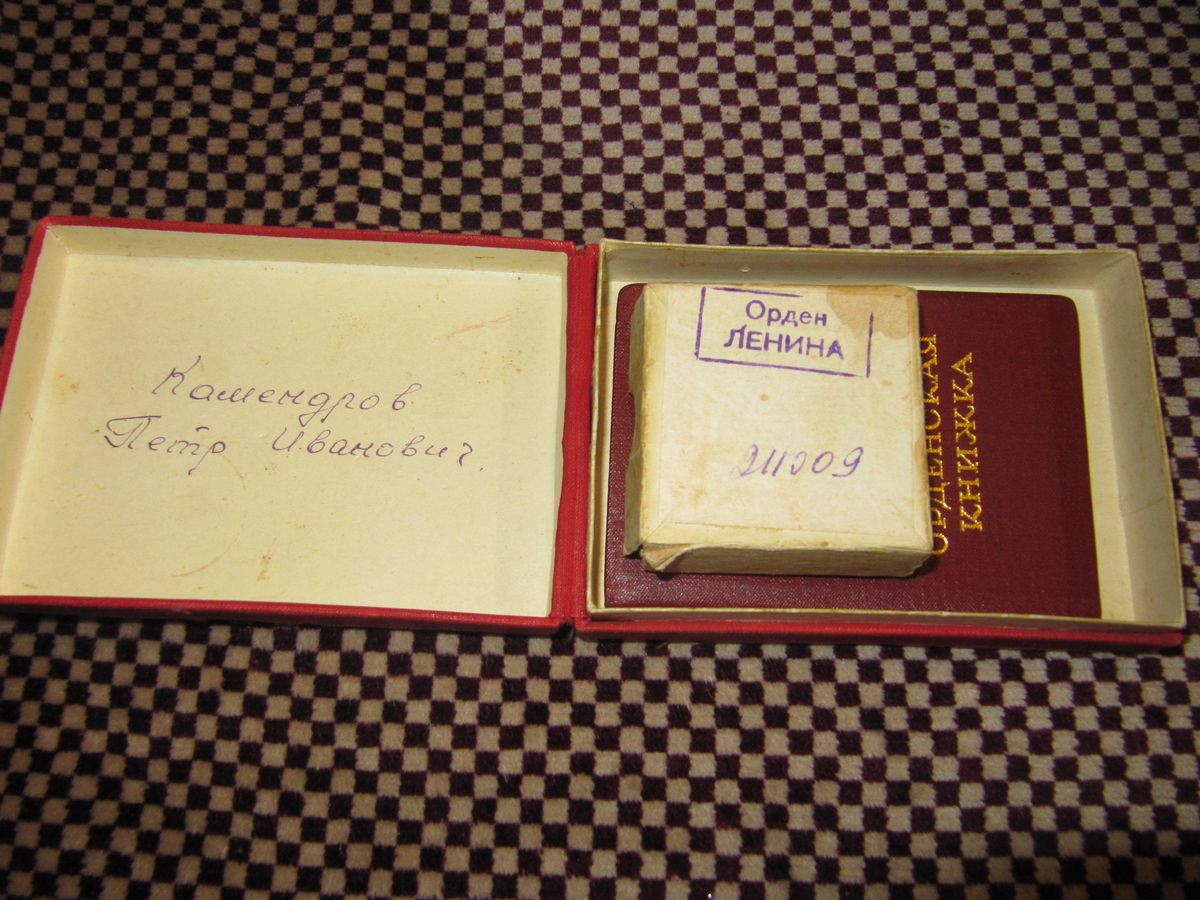 Камендров
Петр Иванович.
Орден
ЛЕНИНА
211009
ОРДЕНСКАЯ
КНИЖКА